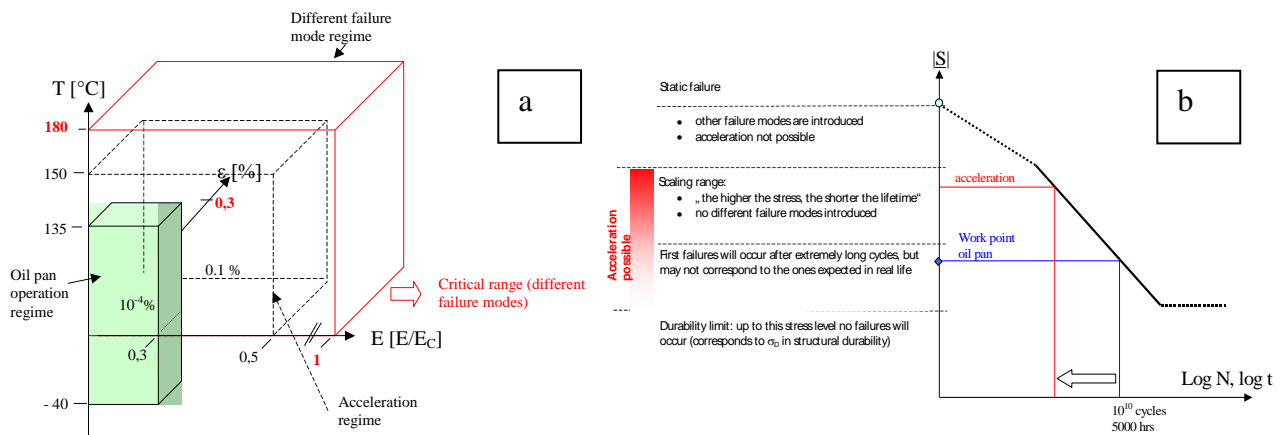 Different failure
mode regime
a
T [°C]
180
150
ε [%]
0,3
135
Oil pan
operation
regime
0.1 %
10⁻⁴%
Critical range (different
failure modes)
E [E/E_C]
0,3
0,5
1
- 40
Acceleration
regime
|S|
b
Static failure
• other failure modes are introduced
• acceleration not possible
Acceleration
possible
Scaling range:
• „ the higher the stress, the shorter the lifetime“
• no different failure modes introduced
acceleration
Work point
oil pan
First failures will occur after extremely long cycles, but
may not correspond to the ones expected in real life
Durability limit: up to this stress level no failures will
occur (corresponds to σ_D in structural durability)
Log N, log t
10¹⁰ cycles
5000 hrs